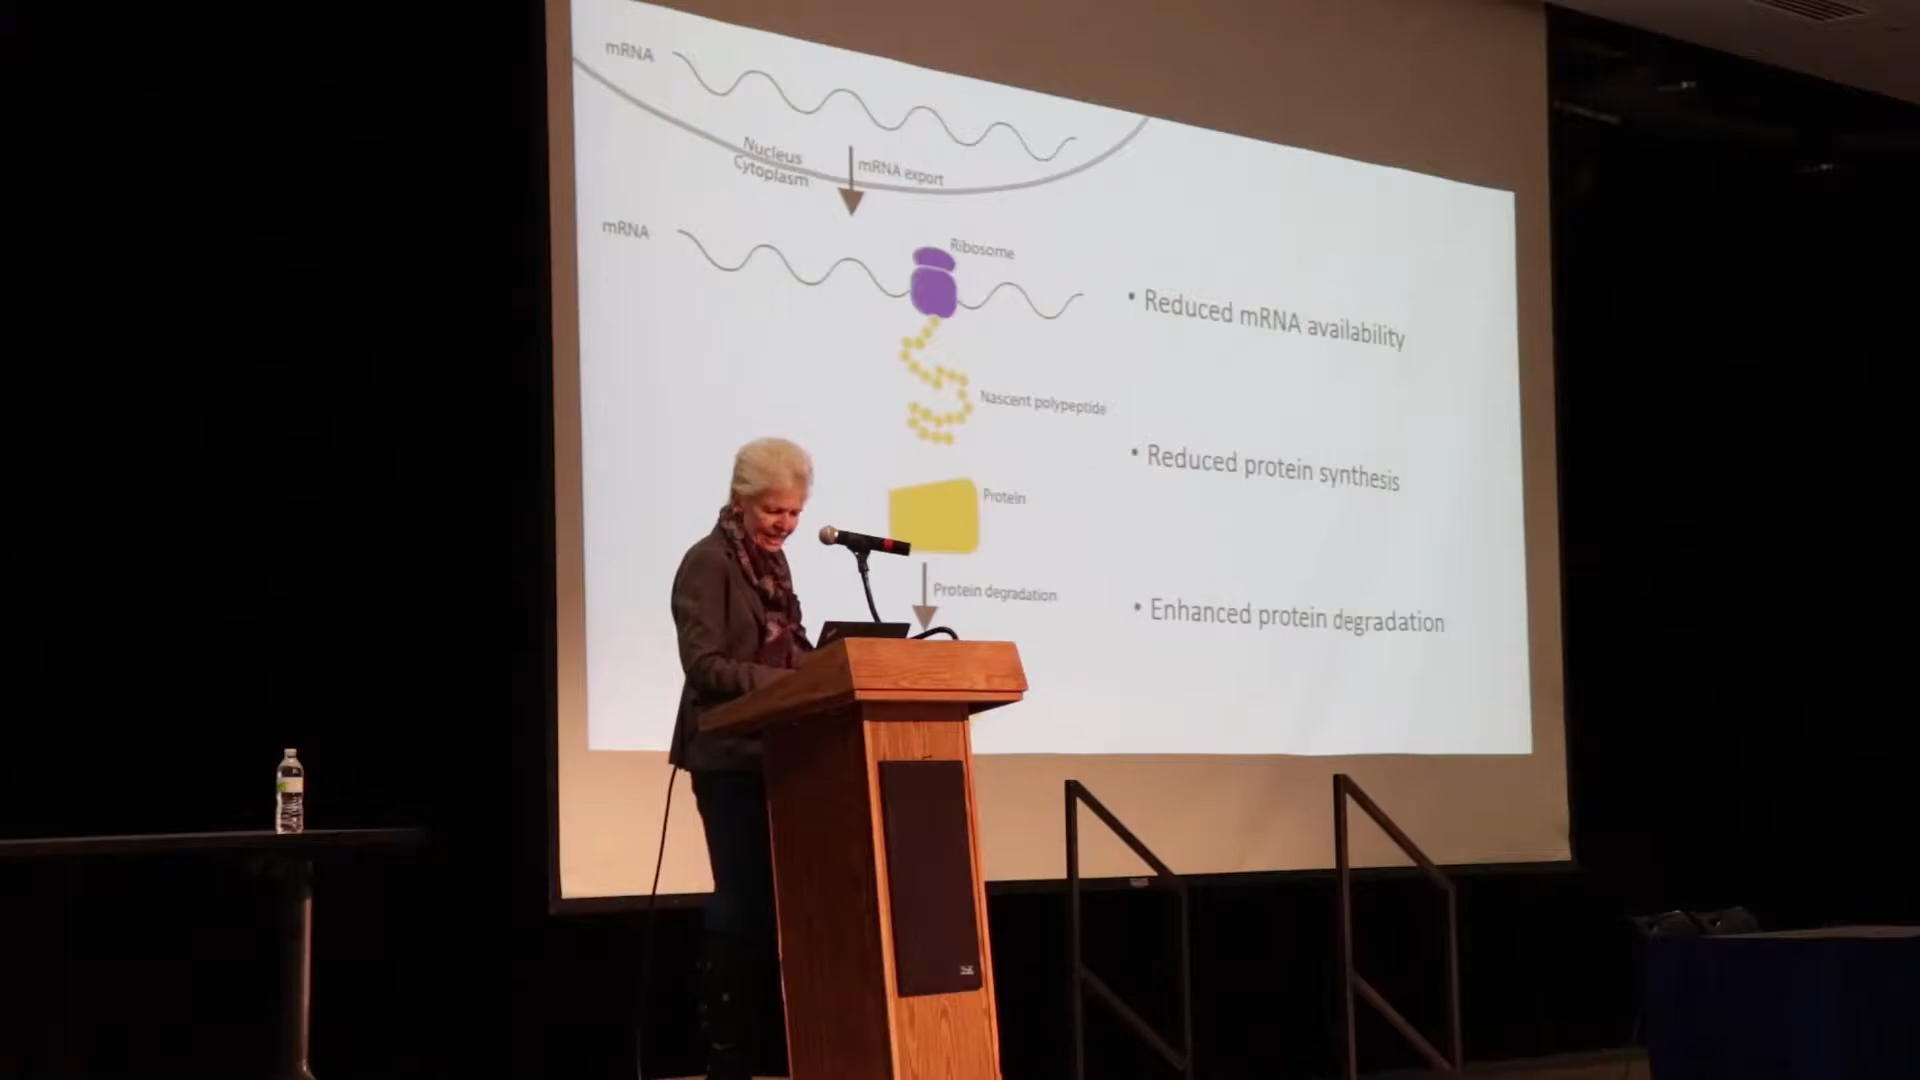 mRNA
Nucleus
Cytoplasm
mRNA export
mRNA
Ribosome
• Reduced mRNA availability
Nascent polypeptide
• Reduced protein synthesis
Protein
Protein degradation
• Enhanced protein degradation